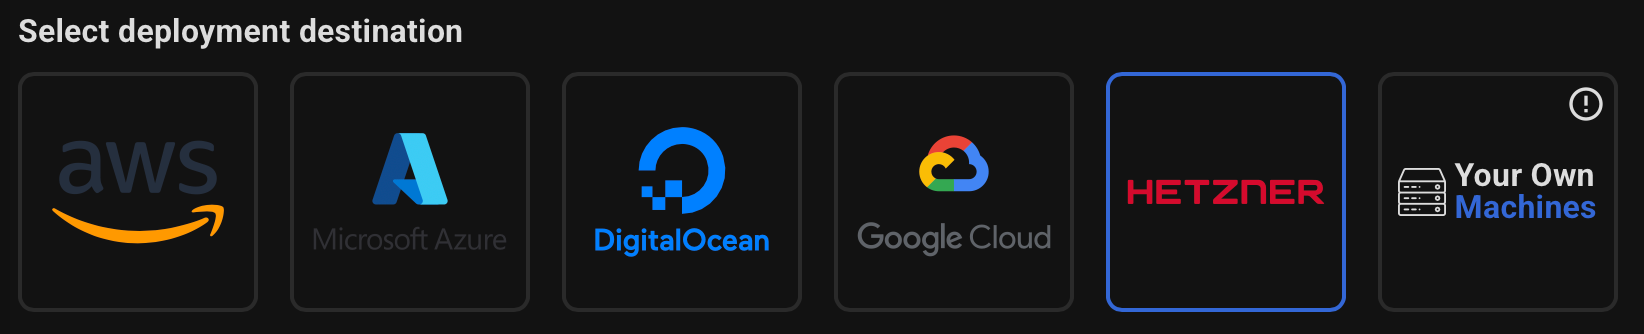 Select deployment destination
aws
Microsoft Azure
DigitalOcean
Google Cloud
HETZNER
Your Own
Machines